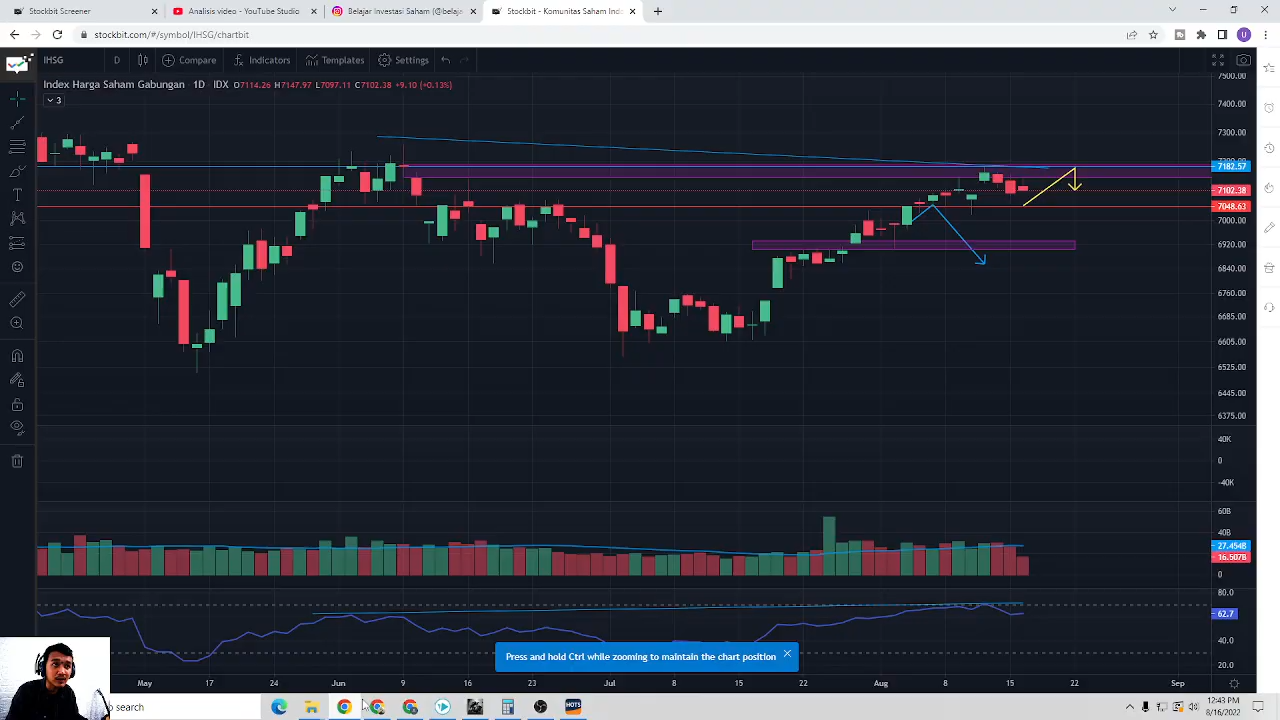 Stockbit Screener
Analisis video - YouTube Studio
Belajar Investasi Saham (@Belaja
Stockbit - Komunitas Saham Ind
stockbit.com/#/symbol/IHSG/chartbit
U
IHSG
D
Compare
Indicators
Templates
Settings
Index Harga Saham Gabungan 1D IDX O7114.26 H7147.97 L7097.11 C7102.38 +9.10 (+0.13%)
3
7500.00
7400.00
7300.00
7182.57
7102.38
7048.63
7000.00
6920.00
6840.00
6760.00
6685.00
6605.00
6525.00
6445.00
6375.00
40K
0
-40K
60B
40B
27.454B
16.507B
0
80.0
62.7
40.0
20.0
Press and hold Ctrl while zooming to maintain the chart position
May 17 Jun 9 16 23 Jul 8 15 22 Aug 8 15 22 Sep
search
HOTS
12:43 PM
8/16/2022